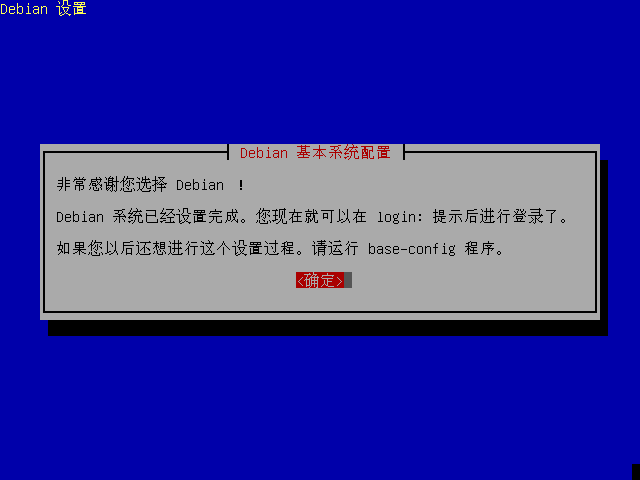 Debian 设置
Debian 基本系统配置
非常感谢您选择 Debian ！
Debian 系统已经设置完成。您现在就可以在 login: 提示后进行登录了。
如果您以后还想进行这个设置过程。请运行 base-config 程序。
<确定>